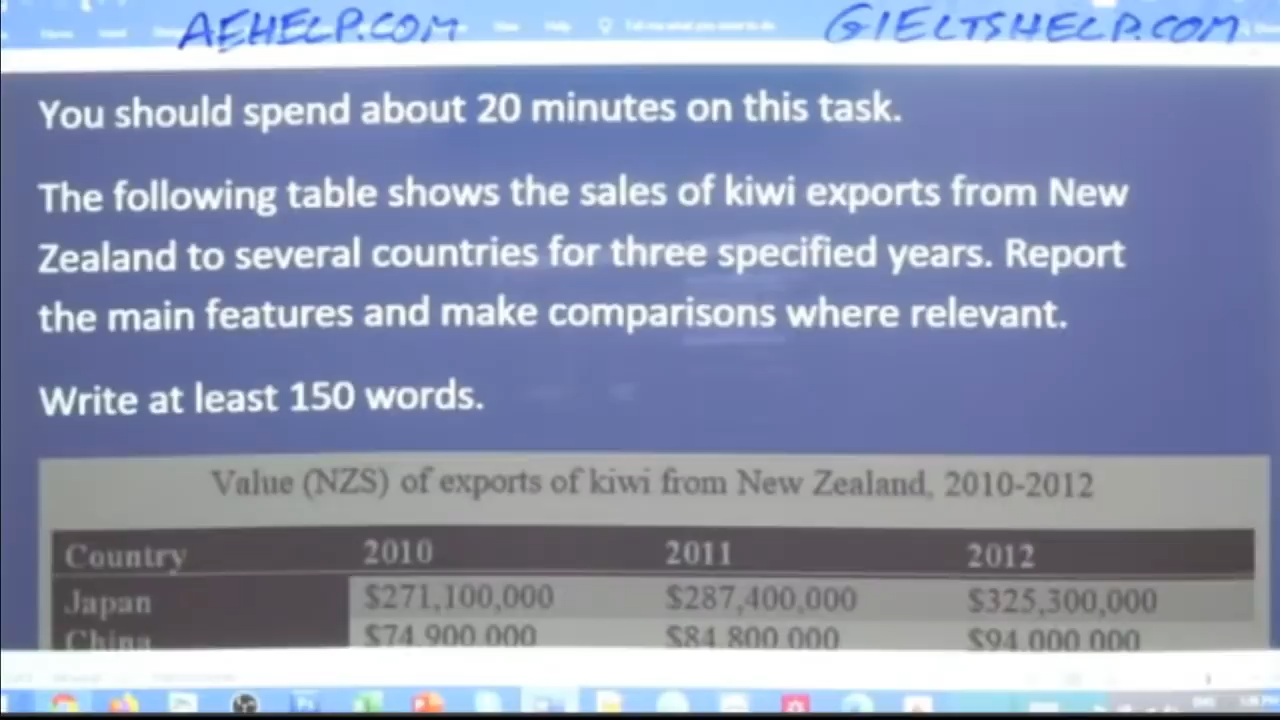 AEHELP.COM
GIELTSHELP.COM
You should spend about 20 minutes on this task.
The following table shows the sales of kiwi exports from New
Zealand to several countries for three specified years. Report
the main features and make comparisons where relevant.
Write at least 150 words.
Value (NZS) of exports of kiwi from New Zealand, 2010-2012
Country 2010 2011 2012
Japan $271,100,000 $287,400,000 $325,300,000
China $74,900,000 $84,800,000 $94,000,000